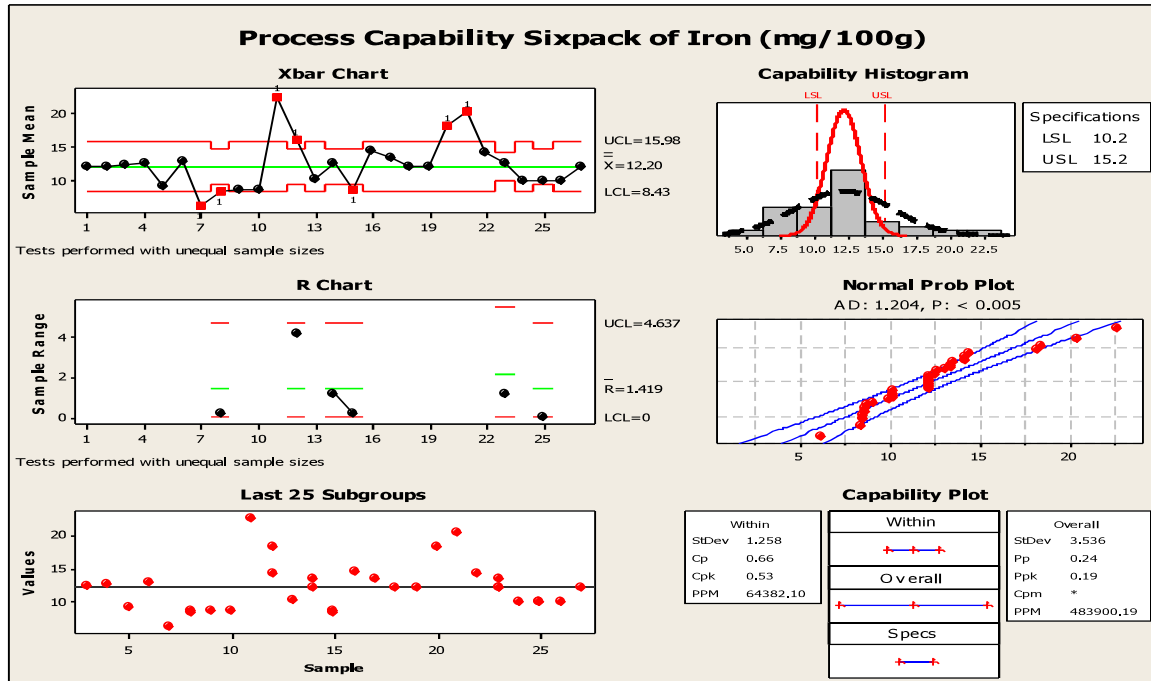 Process Capability Sixpack of Iron (mg/100g)
Xbar Chart
Sample Mean
20
15
10
1
1
1
1
1
1
1
UCL=15.98
X=12.20
LCL=8.43
1 4 7 10 13 16 19 22 25
Tests performed with unequal sample sizes
Capability Histogram
LSL USL
5.0 7.5 10.0 12.5 15.0 17.5 20.0 22.5
Specifications
LSL 10.2
USL 15.2
R Chart
Sample Range
4
2
0
UCL=4.637
R=1.419
LCL=0
1 4 7 10 13 16 19 22 25
Tests performed with unequal sample sizes
Normal Prob Plot
AD: 1.204, P: < 0.005
5 10 15 20
Last 25 Subgroups
Values
20
15
10
5 10 15 20 25
Sample
Capability Plot
Within
StDev 1.258
Cp 0.66
Cpk 0.53
PPM 64382.10
Within
Overall
Specs
Overall
StDev 3.536
Pp 0.24
Ppk 0.19
Cpm *
PPM 483900.19